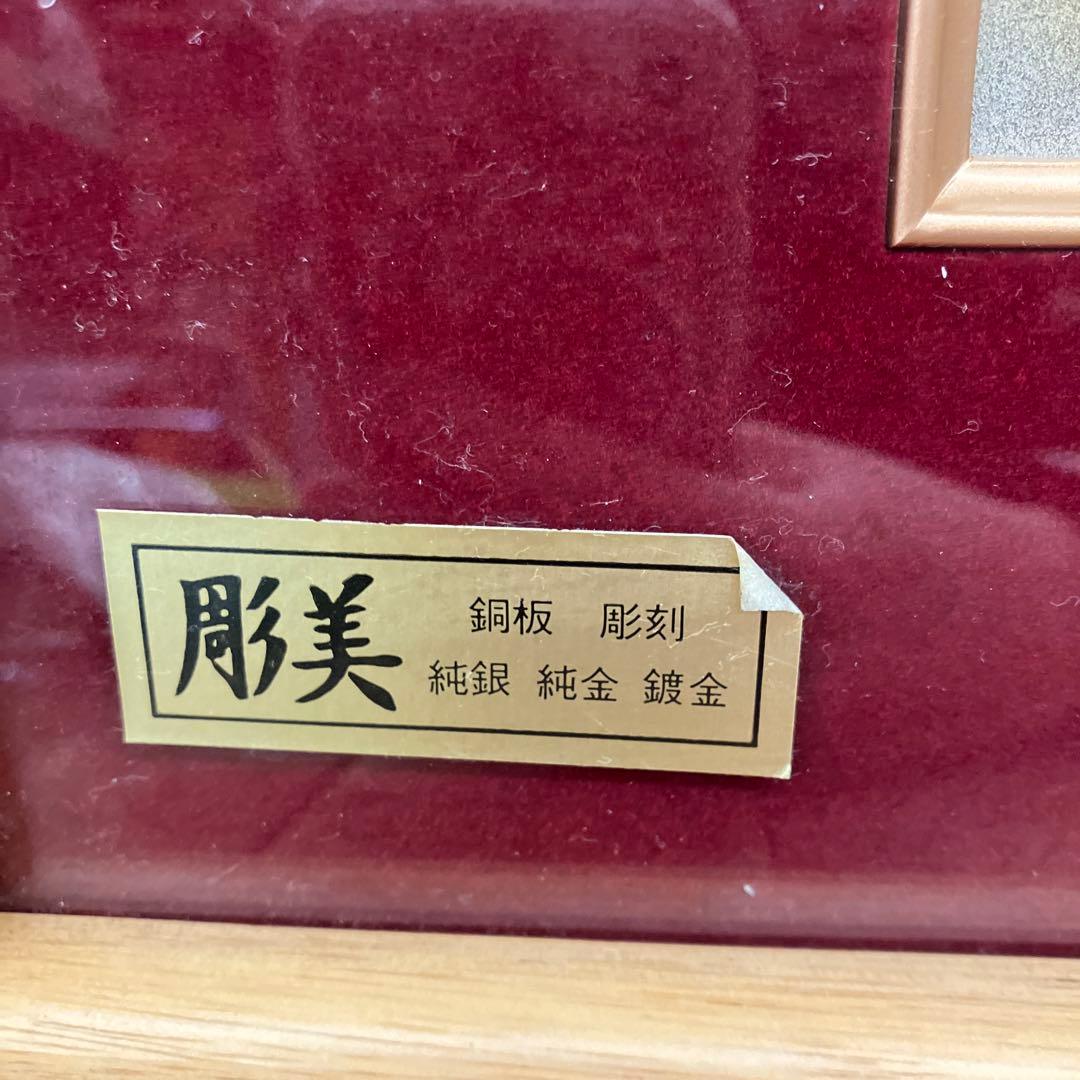 彫美
銅板 彫刻
純銀 純金 鍍金